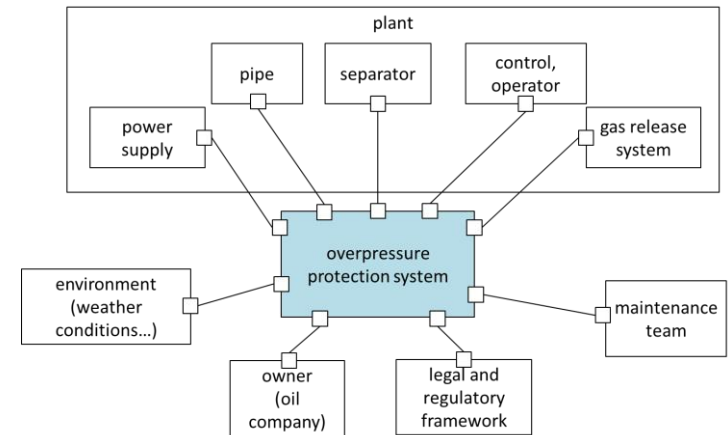 plant
pipe
separator
control,
operator
power
supply
gas release
system
overpressure
protection system
environment
(weather
conditions...)
maintenance
team
owner
(oil
company)
legal and
regulatory
framework